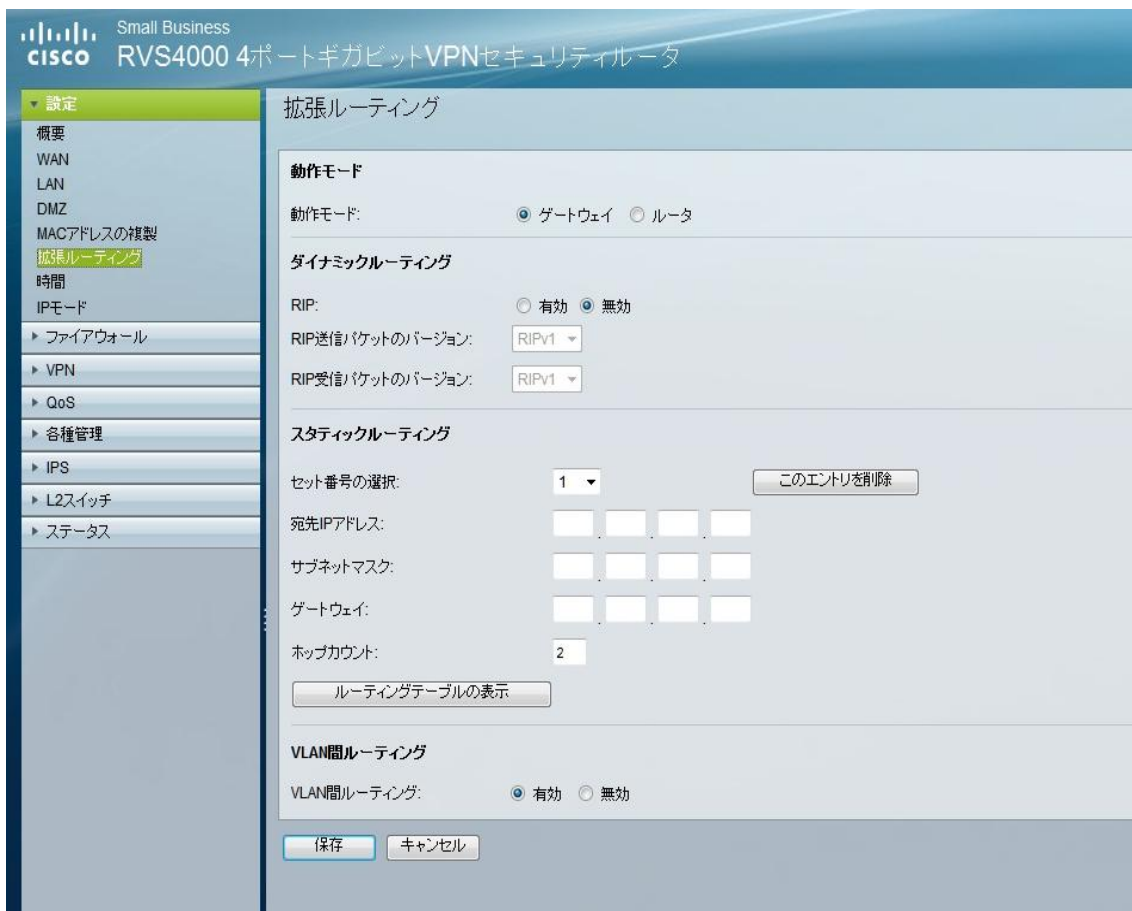 Small Business
CISCO RVS4000 4ポートギガビットVPNセキュリティルータ
設定
概要
WAN
LAN
DMZ
MACアドレスの複製
拡張ルーティング
時間
IPモード
ファイアウォール
VPN
QoS
各種管理
IPS
L2スイッチ
ステータス
拡張ルーティング
動作モード
動作モード: ゲートウェイ ルータ
ダイナミックルーティング
RIP: 有効 無効
RIP送信パケットのバージョン: RIPv1
RIP受信パケットのバージョン: RIPv1
スタティックルーティング
セット番号の選択: 1 このエントリを削除
宛先IPアドレス: . . .
サブネットマスク: . . .
ゲートウェイ: . . .
ホップカウント: 2
ルーティングテーブルの表示
VLAN間ルーティング
VLAN間ルーティング: 有効 無効
保存 キャンセル